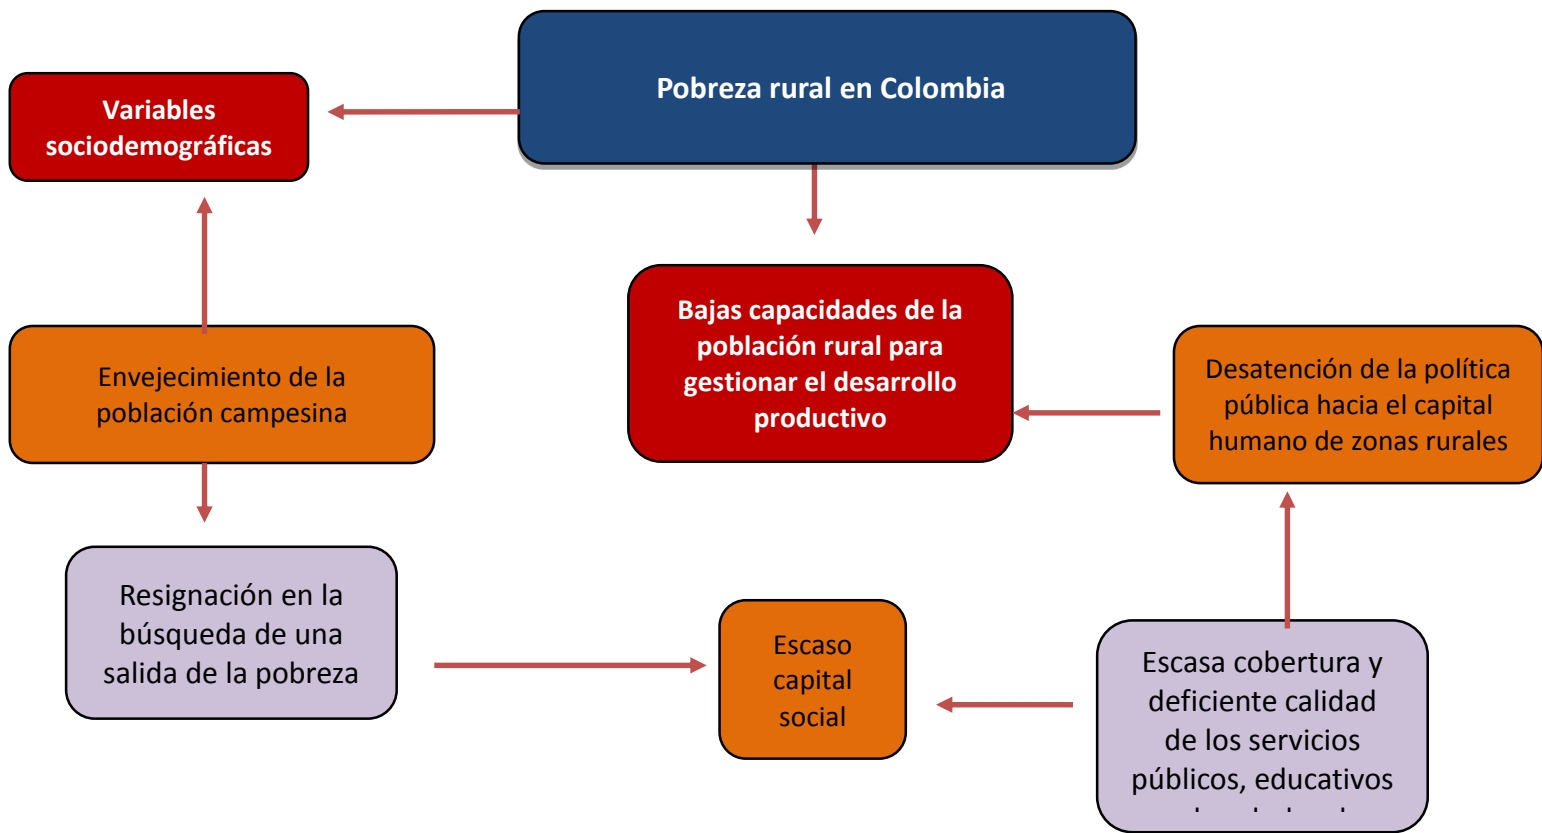 Pobreza rural en Colombia
Variables
sociodemográficas
Bajas capacidades de la
población rural para
gestionar el desarrollo
productivo
Envejecimiento de la
población campesina
Desatención de la política
pública hacia el capital
humano de zonas rurales
Resignación en la
búsqueda de una
salida de la pobreza
Escaso
capital
social
Escasa cobertura y
deficiente calidad
de los servicios
públicos, educativos